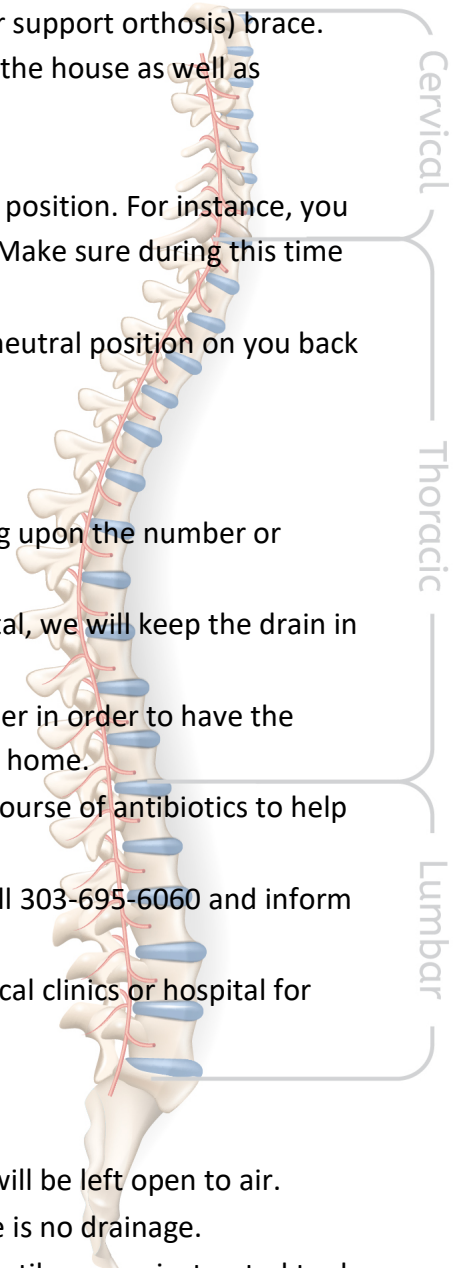 r support orthosis) brace.
the house as well as
Cervical
position. For instance, you
Make sure during this time
neutral position on you back
Thoracic
g upon the number or
tal, we will keep the drain in
er in order to have the
home.
ourse of antibiotics to help
Lumbar
ll 303-695-6060 and inform
cal clinics or hospital for
will be left open to air.
e is no drainage.